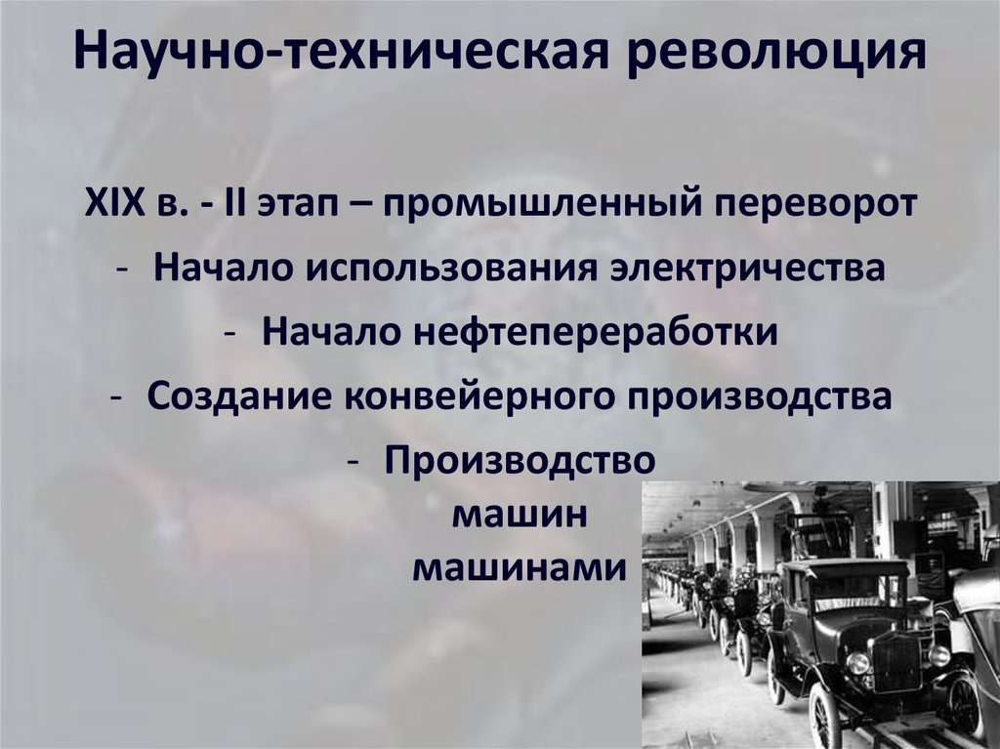 Научно-техническая революция
XIX в. - II этап – промышленный переворот
- Начало использования электричества
- Начало нефтепереработки
- Создание конвейерного производства
- Производство
машин
машинами